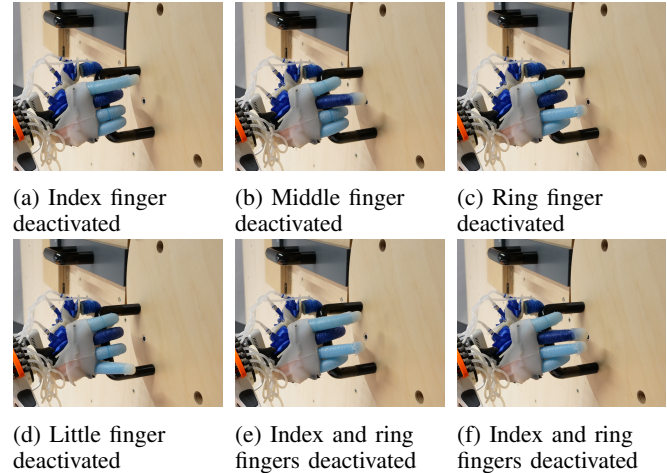 (a) Index finger
deactivated
(b) Middle finger
deactivated
(c) Ring finger
deactivated
(d) Little finger
deactivated
(e) Index and ring
fingers deactivated
(f) Index and ring
fingers deactivated